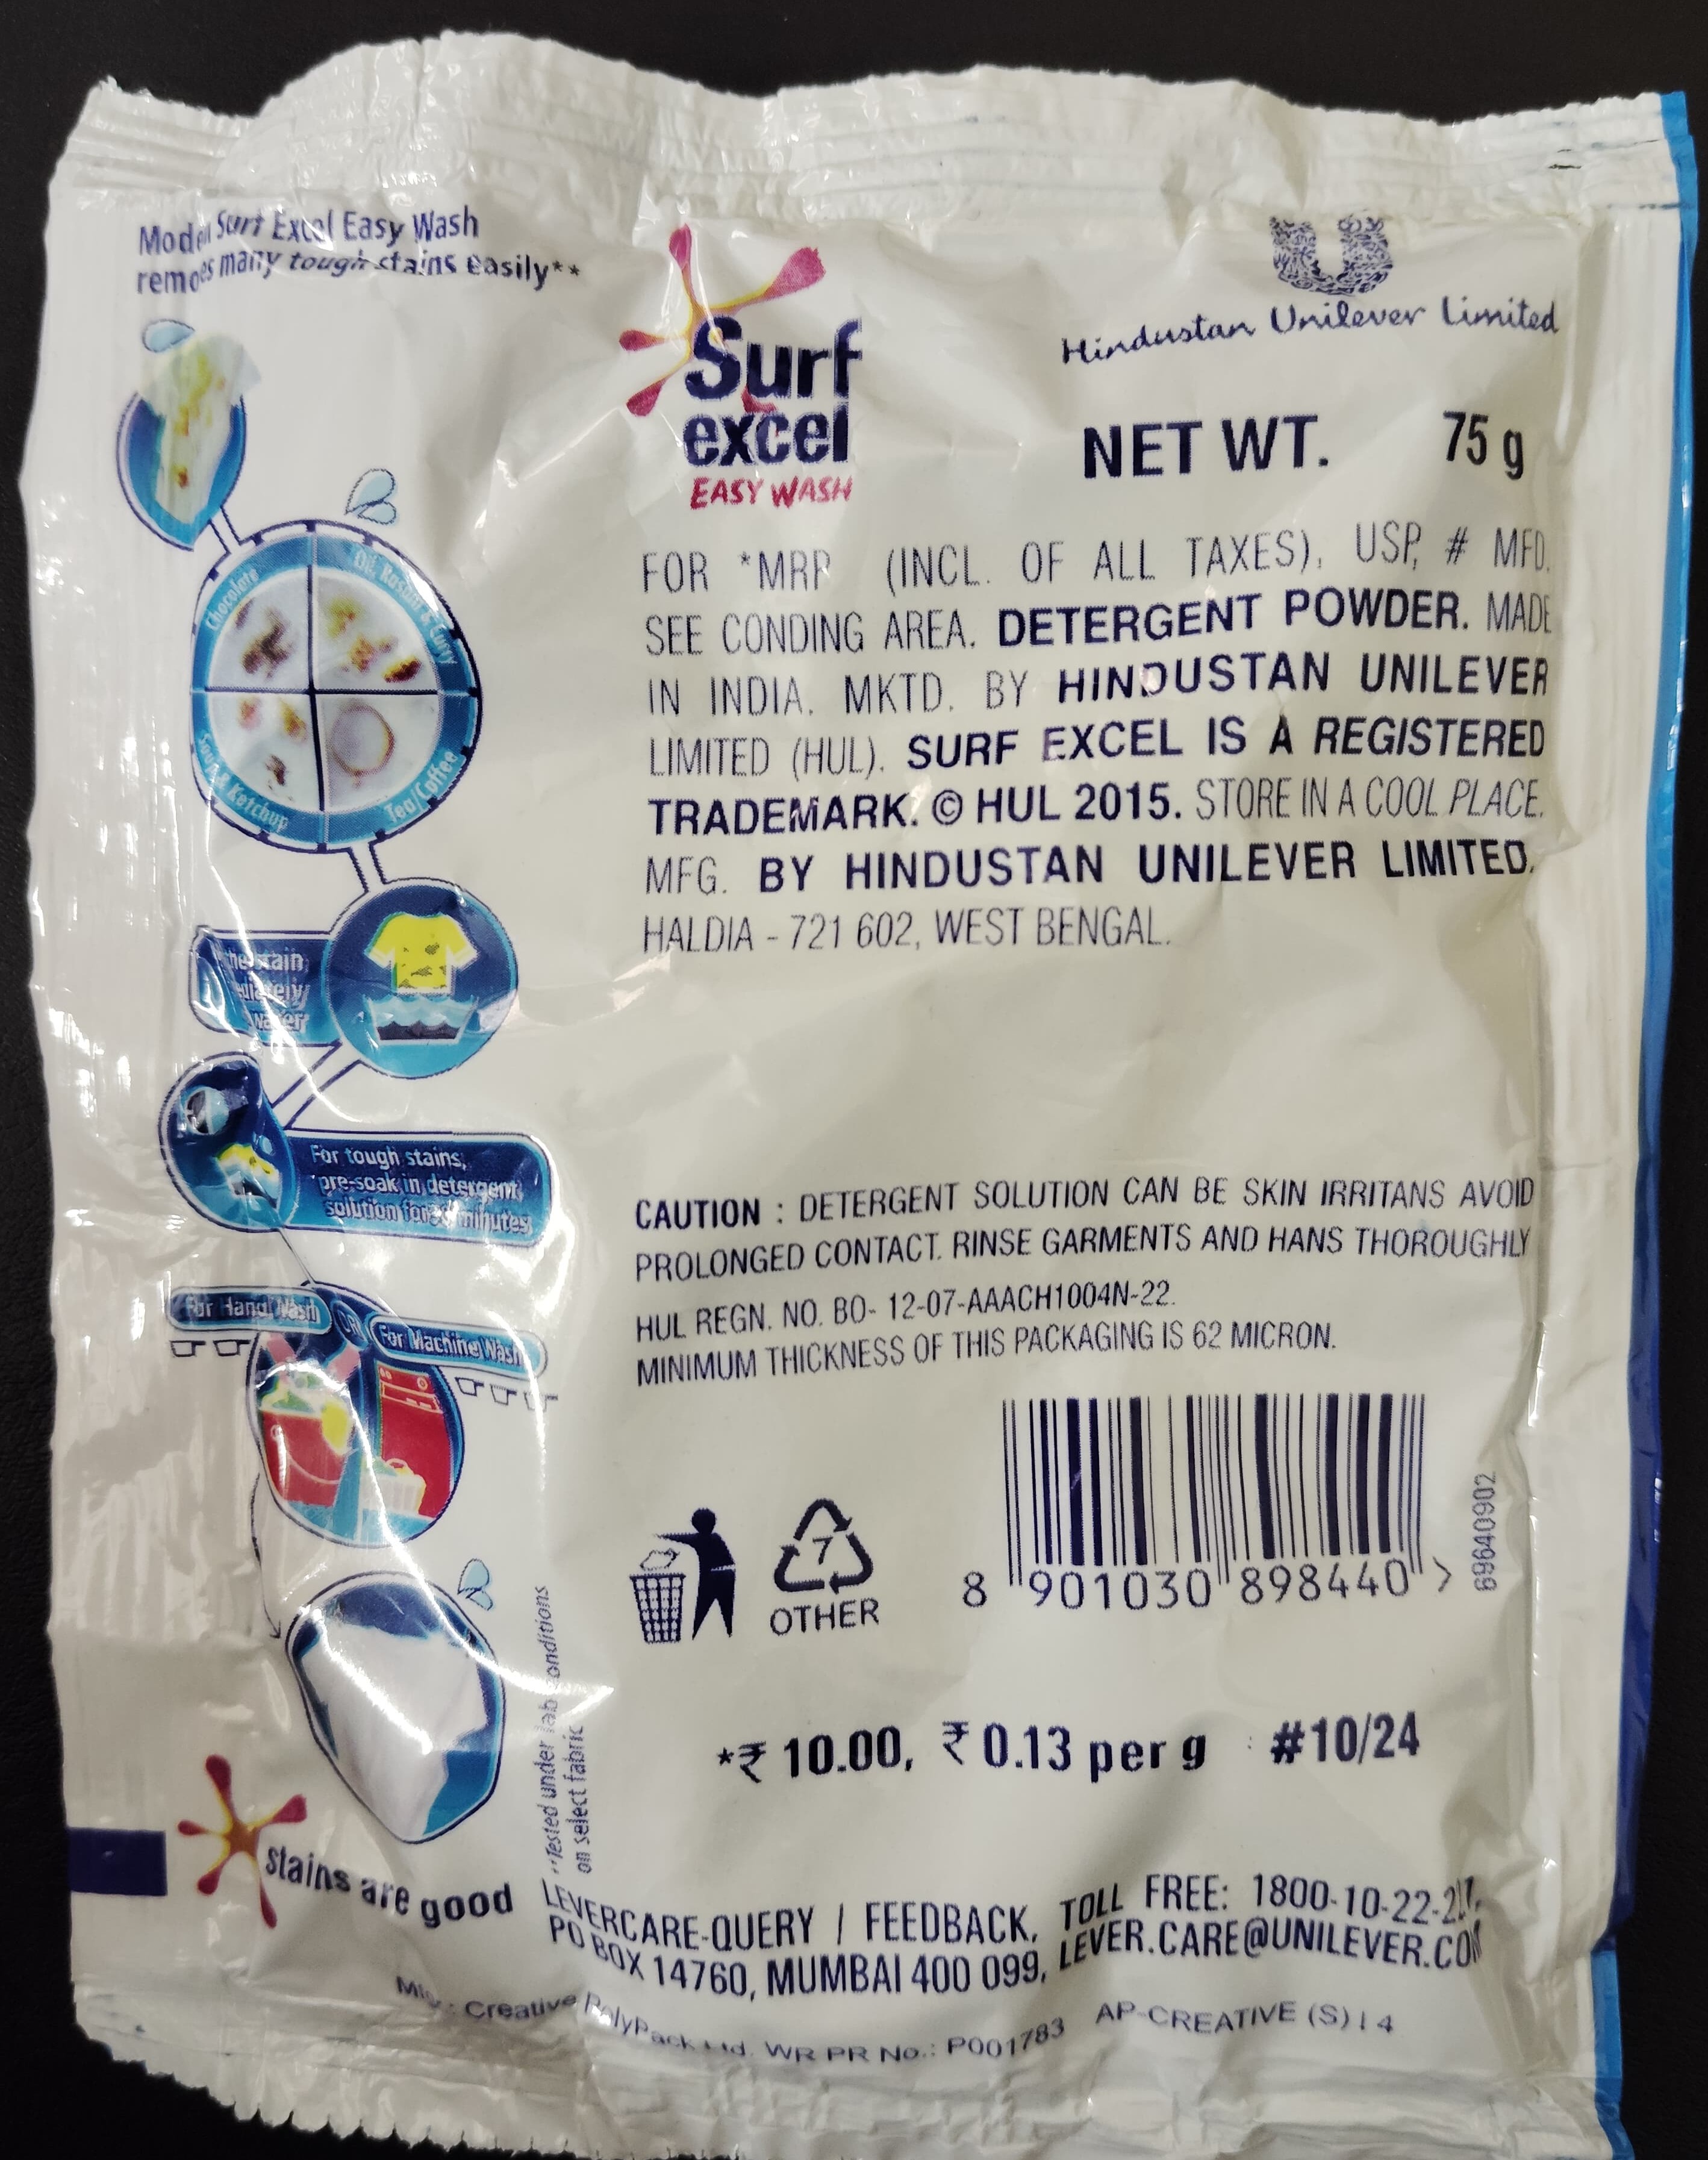 Surf Excel Easy Wash
many tough stains easily**
Chocolate
Oil, Rasam & Curry
Soup & Ketchup
Tea/Coffee
For tough stains,
pre-soak in detergent
solution for minutes
For Hand Wash
OR
For Machine Wash
**Tested under lab conditions
on select fabric
stains are good
Surf
excel
EASY WASH
U
Hindustan Unilever Limited
NET WT. 75 g
FOR *MRP (INCL. OF ALL TAXES), USP, # MFD.
SEE CONDING AREA. DETERGENT POWDER. MADE
IN INDIA. MKTD. BY HINDUSTAN UNILEVER
LIMITED (HUL). SURF EXCEL IS A REGISTERED
TRADEMARK. © HUL 2015. STORE IN A COOL PLACE.
MFG. BY HINDUSTAN UNILEVER LIMITED,
HALDIA - 721 602, WEST BENGAL.
CAUTION : DETERGENT SOLUTION CAN BE SKIN IRRITANS AVOID
PROLONGED CONTACT. RINSE GARMENTS AND HANS THOROUGHLY
HUL REGN. NO. BO- 12-07-AAACH1004N-22.
MINIMUM THICKNESS OF THIS PACKAGING IS 62 MICRON.
7
OTHER
8 901030 898440 >
69640902
*₹ 10.00, ₹ 0.13 per g #10/24
LEVERCARE-QUERY / FEEDBACK, TOLL FREE:
PO BOX 14760, MUMBAI 400 099, LEVER.CARE@UNILEVER.COM
Creative PolyPack Ltd. WR PR No.: P001783 AP-CREATIVE (S) I 4